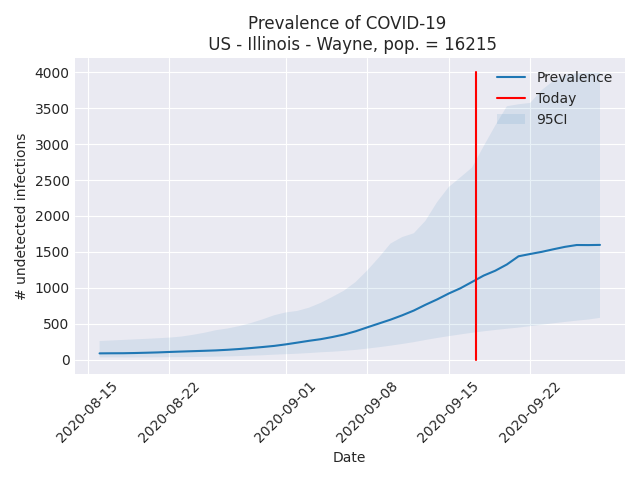 Prevalence of COVID-19
US - Illinois - Wayne, pop. = 16215
4000
3500
3000
2500
2000
1500
1000
500
0
# undetected infections
Prevalence
Today
95CI
2020-08-15
2020-08-22
2020-09-01
2020-09-08
2020-09-15
2020-09-22
Date